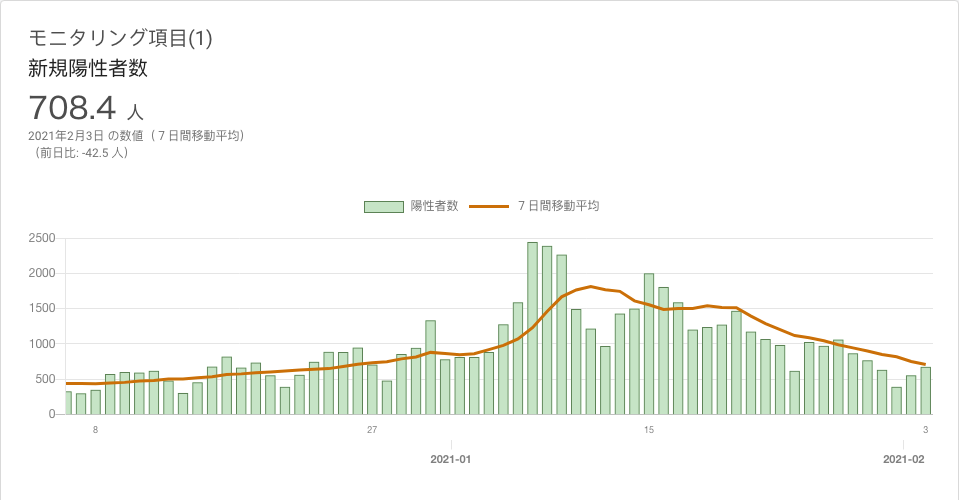 モニタリング項目(1)
新規陽性者数
708.4 人
2021年2月3日 の数値（７日間移動平均）
（前日比: -42.5 人）
陽性者数 ７日間移動平均
2500
2000
1500
1000
500
0
8 27 15 3
2021-01 2021-02